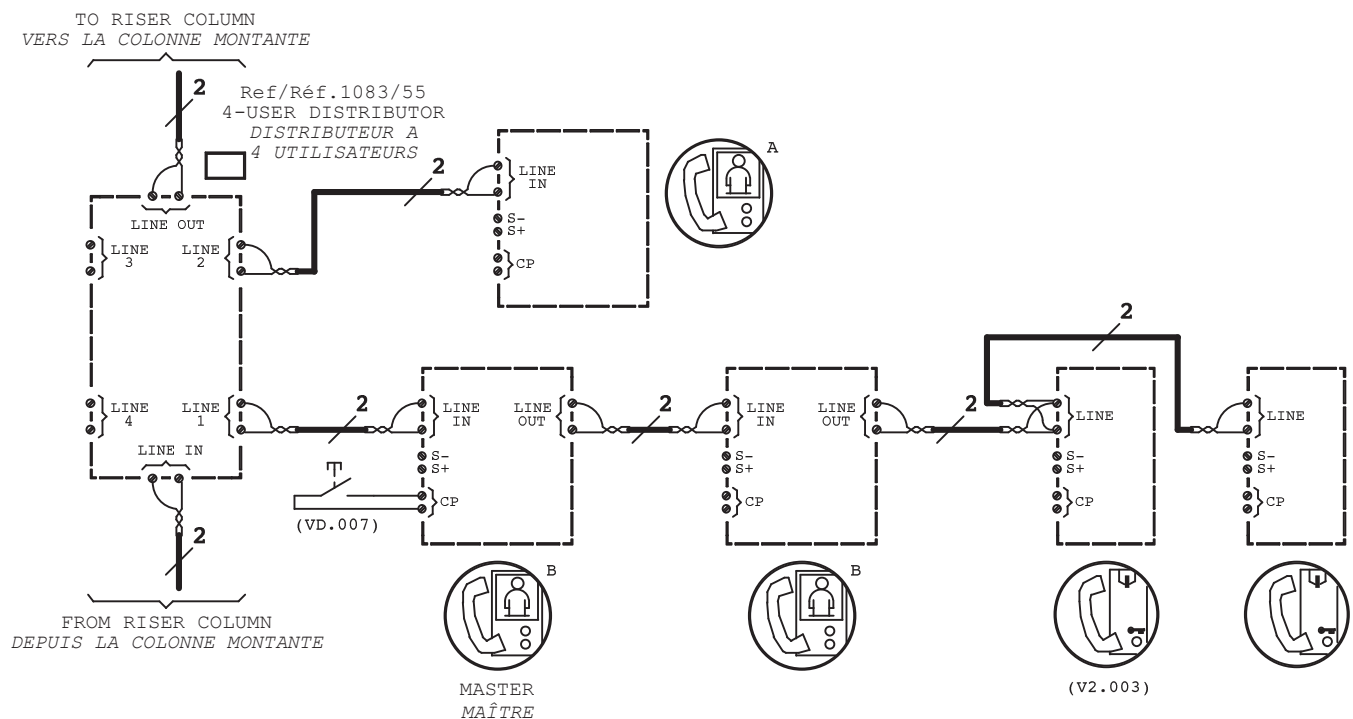 TO RISER COLUMN
VERS LA COLONNE MONTANTE
2
Ref/Réf.1083/55
4-USER DISTRIBUTOR
DISTRIBUTEUR A
4 UTILISATEURS
LINE OUT
LINE
3
LINE
2
LINE
4
LINE
1
LINE IN
2
FROM RISER COLUMN
DEPUIS LA COLONNE MONTANTE
2
LINE
IN
S-
S+
CP
A
2
(VD.007)
LINE
IN
LINE
OUT
S-
S+
CP
B
MASTER
MAÎTRE
2
LINE
IN
LINE
OUT
S-
S+
CP
B
2
LINE
S-
S+
CP
(V2.003)
2
LINE
S-
S+
CP